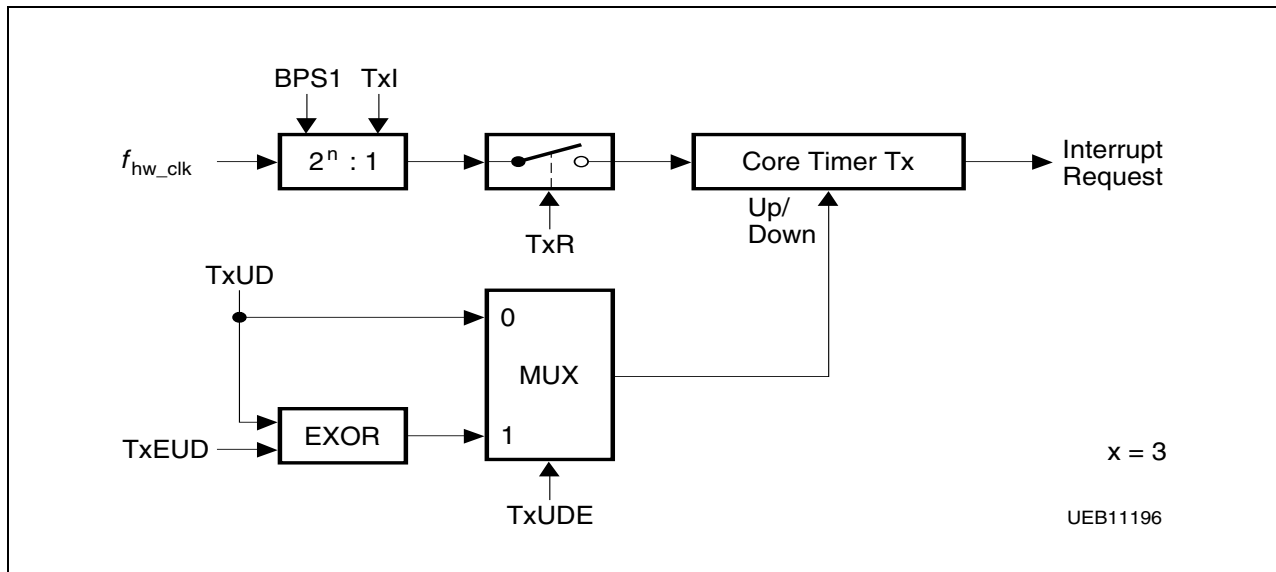 BPS1 TxI
f hw_clk
2ⁿ : 1
Core Timer Tx
Interrupt
Request
Up/
Down
TxR
TxUD
0
MUX
1
EXOR
TxEUD
TxUDE
x = 3
UEB11196